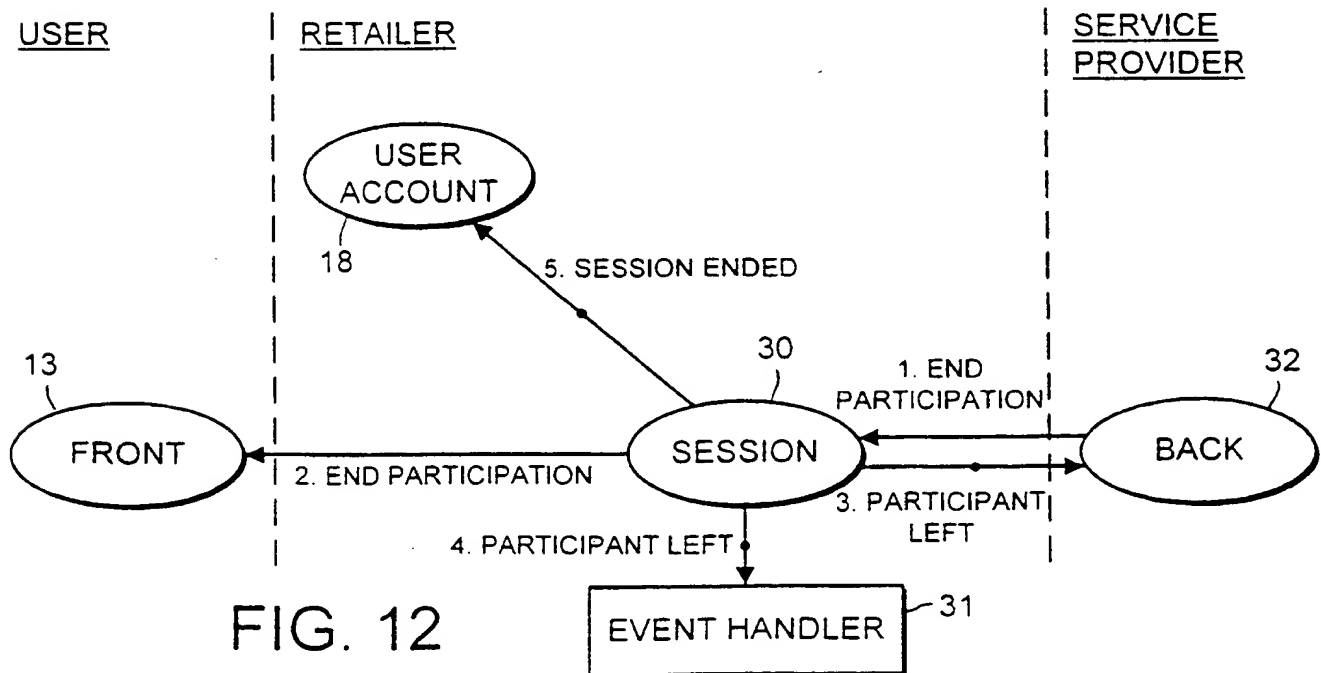 USER
RETAILER
SERVICE
PROVIDER
USER
ACCOUNT
18
5. SESSION ENDED
13
30
1. END
PARTICIPATION
32
FRONT
2. END PARTICIPATION
SESSION
BACK
3. PARTICIPANT
LEFT
4. PARTICIPANT LEFT
31
EVENT HANDLER
FIG. 12